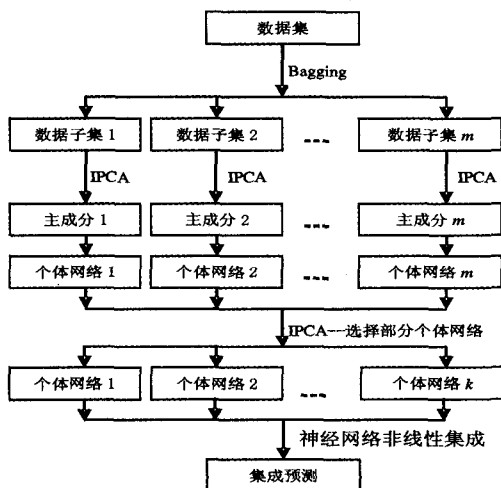 数据集
Bagging
数据子集 1 数据子集 2 数据子集 m
IPCA IPCA IPCA
主成分 1 主成分 2 主成分 m
个体网络 1 个体网络 2 个体网络 m
IPCA---选择部分个体网络
个体网络 1 个体网络 2 个体网络 k
神经网络非线性集成
集成预测